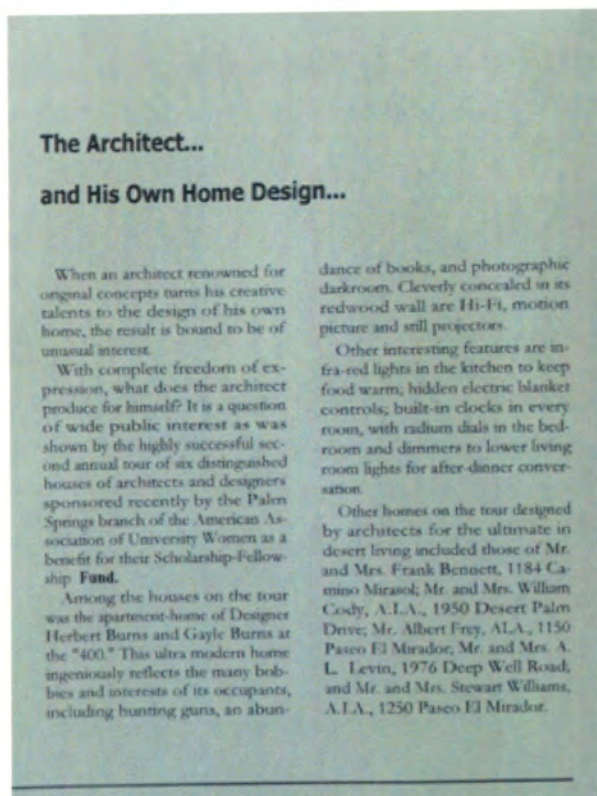 The Architect...
and His Own Home Design...
When an architect renowned for
original concepts turns his creative
talents to the design of his own
home, the result is bound to be of
unusual interest.
With complete freedom of ex-
pression, what does the architect
produce for himself? It is a question
of wide public interest as was
shown by the highly successful sec-
ond annual tour of six distinguished
houses of architects and designers
sponsored recently by the Palm
Springs branch of the American As-
sociation of University Women as a
benefit for their Scholarship-Fellow-
ship Fund.
Among the houses on the tour
was the apartment-home of Designer
Herbert Burns and Gayle Burns at
the "400." This ultra modern home
ingeniously reflects the many hob-
bies and interests of its occupants,
including hunting guns, an abun-
dance of books, and photographic
darkroom. Cleverly concealed in its
redwood wall are Hi-Fi, motion
picture and still projectors.
Other interesting features are in-
fra-red lights in the kitchen to keep
food warm; hidden electric blanket
controls; built-in clocks in every
room, with radium dials in the bed-
room and dimmers to lower living
room lights for after-dinner conver-
sation.
Other homes on the tour designed
by architects for the ultimate in
desert living included those of Mr.
and Mrs. Frank Bennett, 1184 Ca-
mino Mirasol; Mr. and Mrs. William
Cody, A.I.A., 1950 Desert Palm
Drive; Mr. Albert Frey, A.I.A., 1150
Paseo El Mirador, Mr. and Mrs. A.
L. Levin, 1976 Deep Well Road;
and Mr. and Mrs. Stewart Williams,
A.I.A., 1250 Paseo El Mirador.